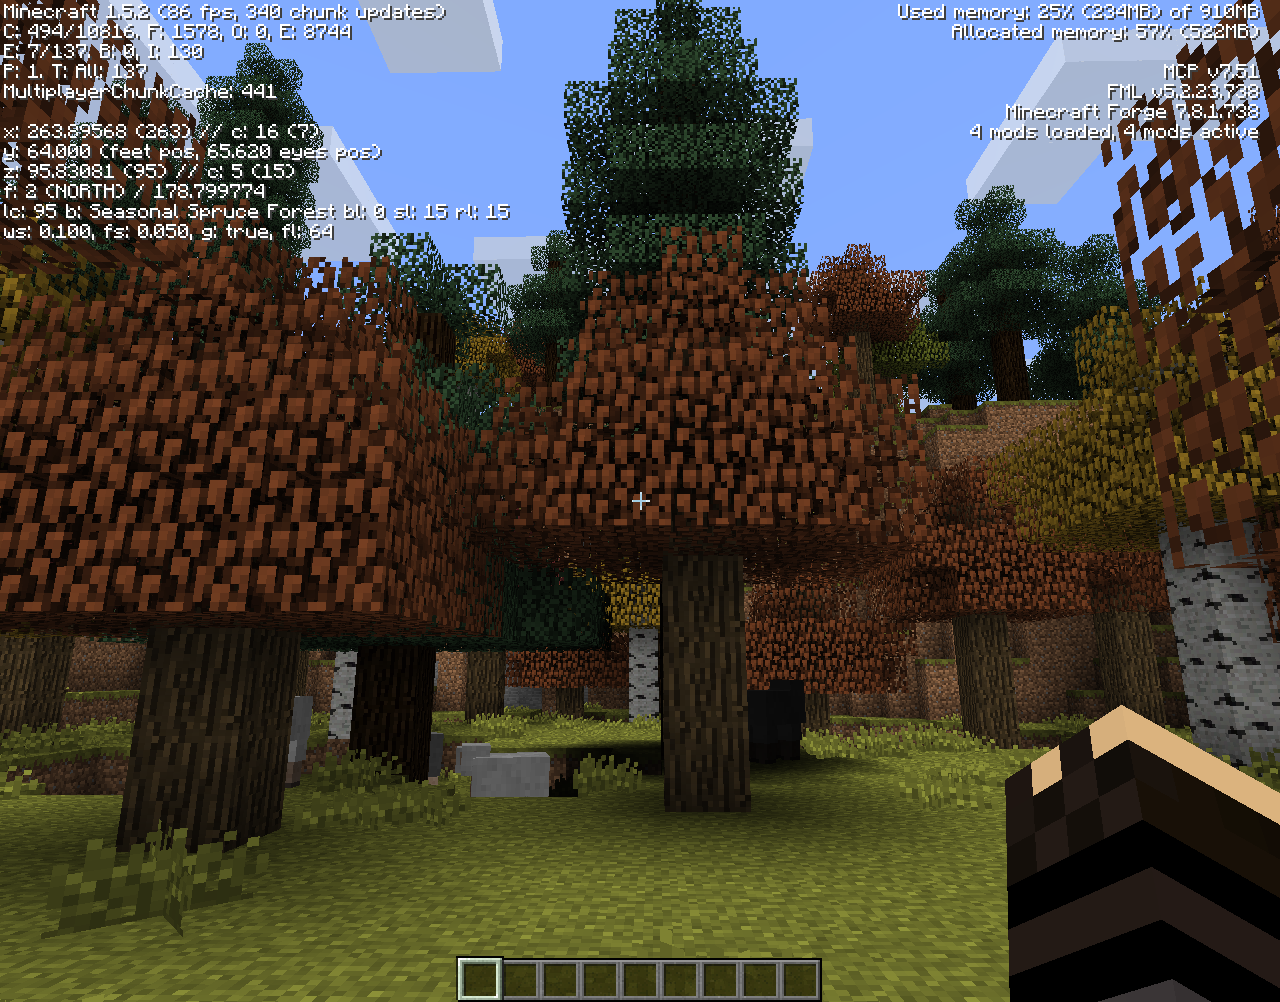 Minecraft 1.5.2 (86 fps, 340 chunk updates)
C: 494/10816. F: 1578, O: 0, E: 8744
E: 7/137. B: 0, I: 130
P: 1. T: All: 137
MultiplayerChunkCache: 441
x: 263.89568 (263) // c: 16 (7)
y: 64.000 (feet pos, 65.620 eyes pos)
z: 95.83081 (95) // c: 5 (15)
f: 2 (NORTH) / 178.799774
lc: 95 b: Seasonal Spruce Forest bl: 0 sl: 15 rl: 15
ws: 0.100, fs: 0.050, g: true, fl: 64
Used memory: 25% (234MB) of 910MB
Allocated memory: 57% (522MB)
MCP v7.51
FML v5.2.23.738
Minecraft Forge 7.8.1.738
4 mods loaded, 4 mods active